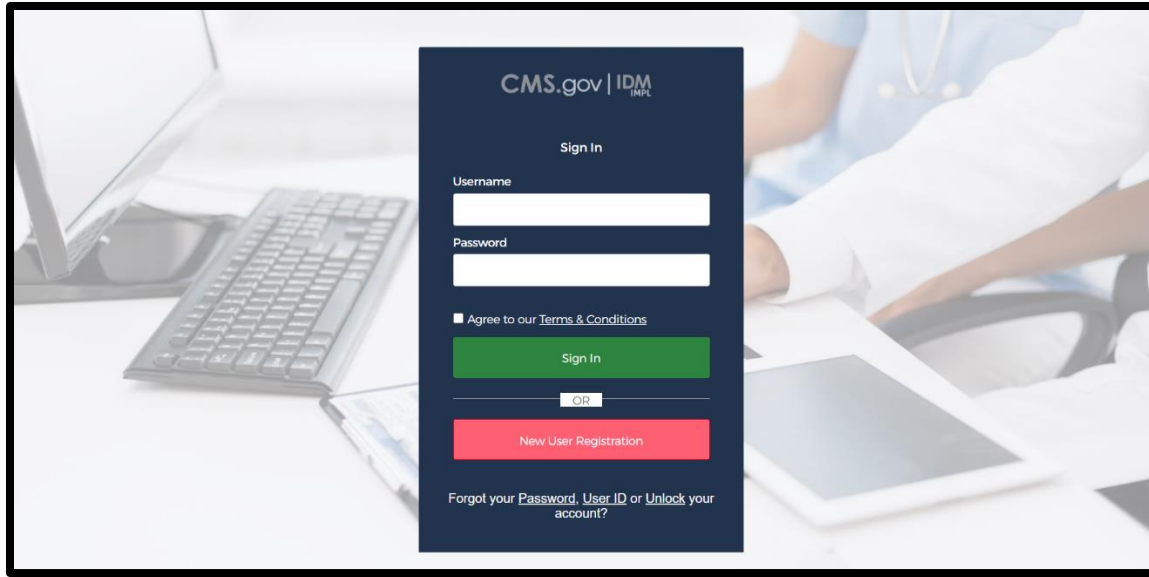 CMS.gov | IDM
IMPL
Sign In
Username
Password
Agree to our Terms & Conditions
Sign In
OR
New User Registration
Forgot your Password, User ID or Unlock your
account?